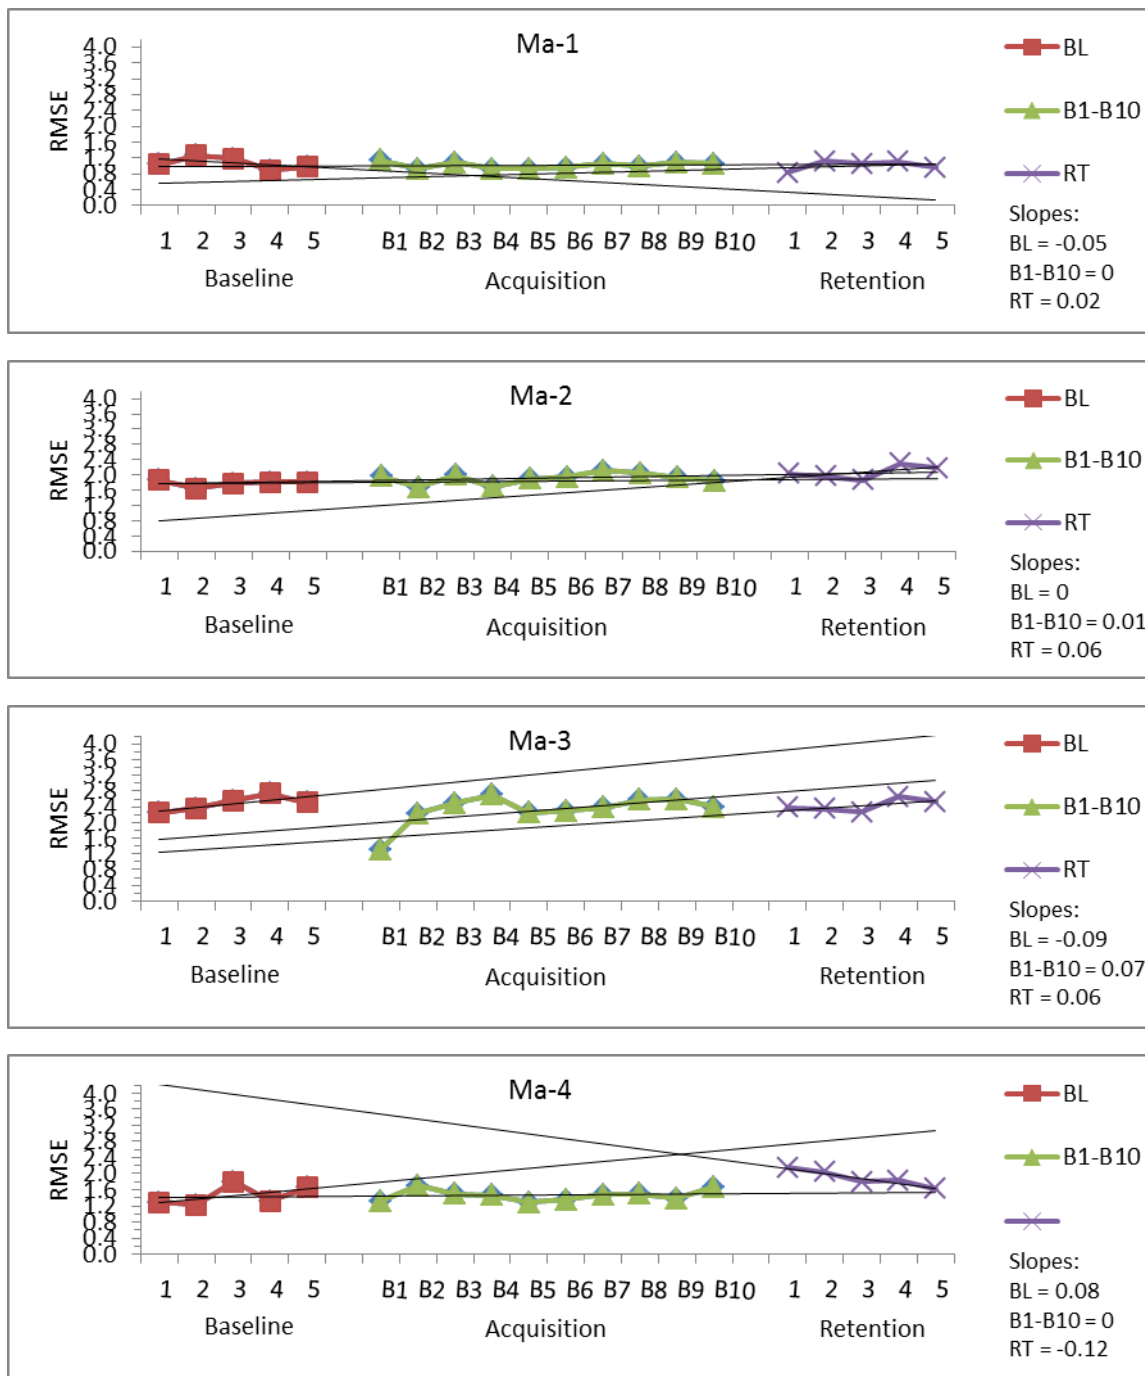 Ma-1
RMSE
4.0
3.6
3.2
2.8
2.4
2.0
1.6
1.2
0.8
0.4
0.0
1 2 3 4 5 B1 B2 B3 B4 B5 B6 B7 B8 B9 B10 1 2 3 4 5
Baseline Acquisition Retention
BL
B1-B10
RT
Slopes:
BL = -0.05
B1-B10 = 0
RT = 0.02
Ma-2
RMSE
4.0
3.6
3.2
2.8
2.4
2.0
1.6
1.2
0.8
0.4
0.0
1 2 3 4 5 B1 B2 B3 B4 B5 B6 B7 B8 B9 B10 1 2 3 4 5
Baseline Acquisition Retention
BL
B1-B10
RT
Slopes:
BL = 0
B1-B10 = 0.01
RT = 0.06
Ma-3
RMSE
4.0
3.6
3.2
2.8
2.4
2.0
1.6
1.2
0.8
0.4
0.0
1 2 3 4 5 B1 B2 B3 B4 B5 B6 B7 B8 B9 B10 1 2 3 4 5
Baseline Acquisition Retention
BL
B1-B10
RT
Slopes:
BL = -0.09
B1-B10 = 0.07
RT = 0.06
Ma-4
RMSE
4.0
3.6
3.2
2.8
2.4
2.0
1.6
1.2
0.8
0.4
0.0
1 2 3 4 5 B1 B2 B3 B4 B5 B6 B7 B8 B9 B10 1 2 3 4 5
Baseline Acquisition Retention
BL
B1-B10
Slopes:
BL = 0.08
B1-B10 = 0
RT = -0.12